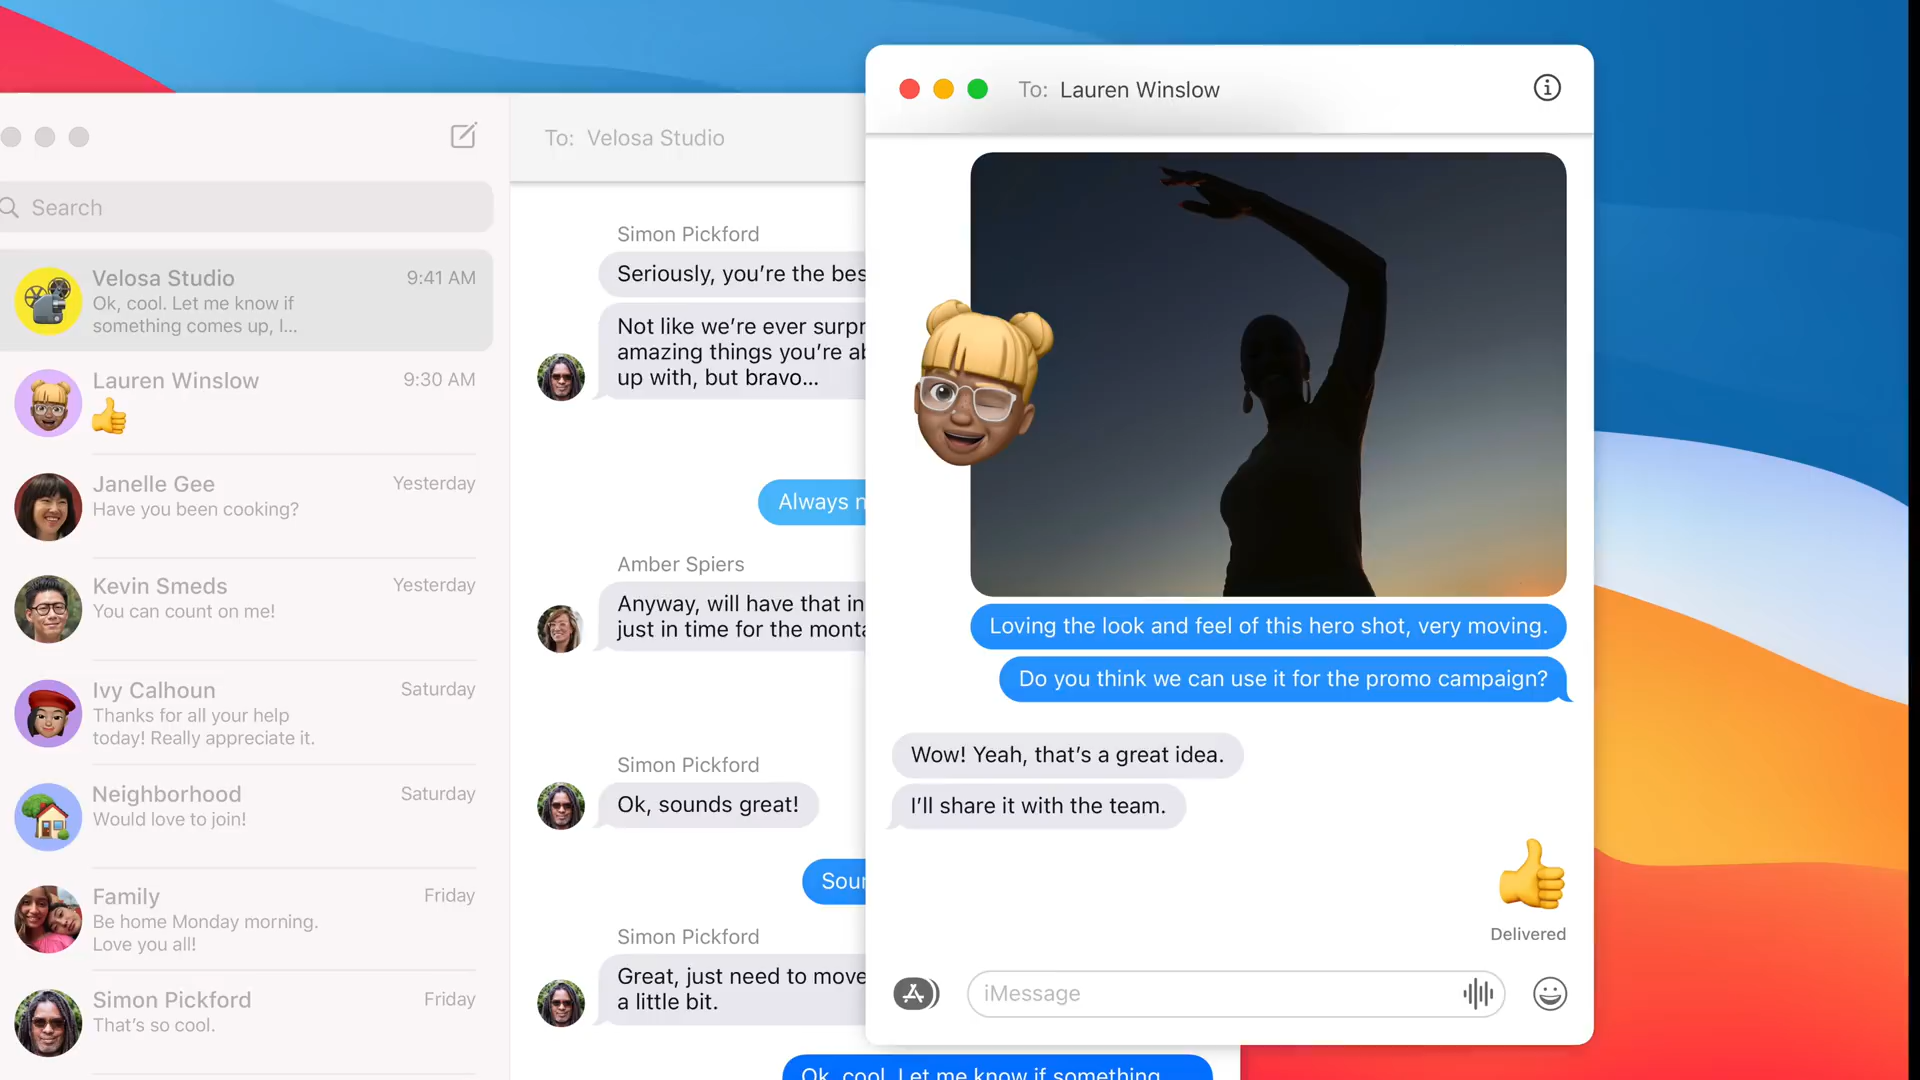 Search
Velosa Studio
9:41 AM
Ok, cool. Let me know if
something comes up, I...
Lauren Winslow
9:30 AM
Janelle Gee
Yesterday
Have you been cooking?
Kevin Smeds
Yesterday
You can count on me!
Ivy Calhoun
Saturday
Thanks for all your help
today! Really appreciate it.
Neighborhood
Saturday
Would love to join!
Family
Friday
Be home Monday morning.
Love you all!
Simon Pickford
Friday
That’s so cool.
To: Velosa Studio
Simon Pickford
Seriously, you’re the bes
Not like we’re ever surpr
amazing things you’re ab
up with, but bravo...
Always n
Amber Spiers
Anyway, will have that in
just in time for the monta
Simon Pickford
Ok, sounds great!
Soun
Simon Pickford
Great, just need to move
a little bit.
Ok, cool. Let me know if something
To: Lauren Winslow
Loving the look and feel of this hero shot, very moving.
Do you think we can use it for the promo campaign?
Wow! Yeah, that’s a great idea.
I’ll share it with the team.
Delivered
iMessage